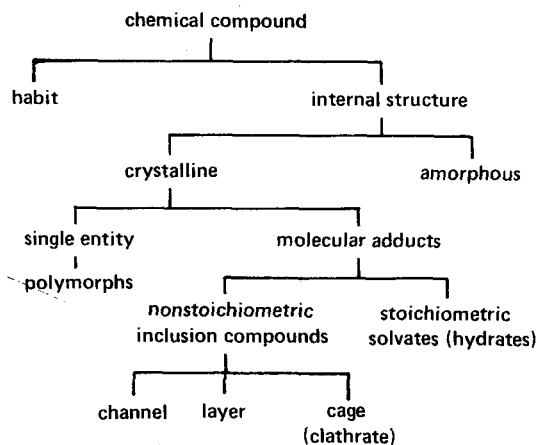 chemical compound
habit
internal structure
crystalline
amorphous
single entity
molecular adducts
polymorphs
nonstoichiometric
inclusion compounds
stoichiometric
solvates (hydrates)
channel
layer
cage
(clathrate)